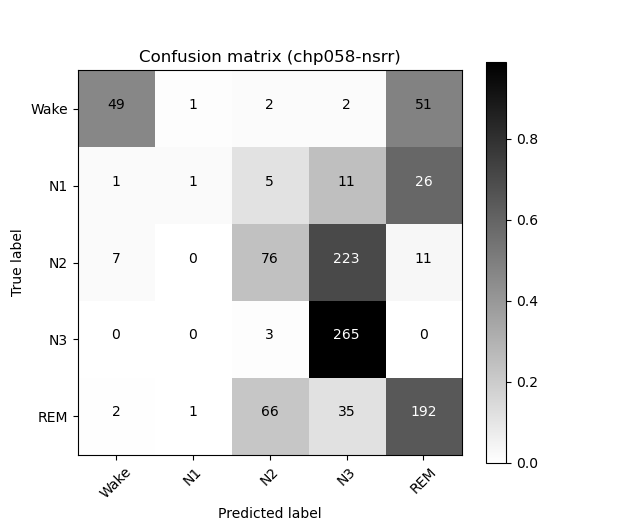 Confusion matrix (chp058-nsrr)
True label
Wake 49 1 2 2 51
N1 1 1 5 11 26
N2 7 0 76 223 11
N3 0 0 3 265 0
REM 2 1 66 35 192
Wake N1 N2 N3 REM
Predicted label
0.8
0.6
0.4
0.2
0.0